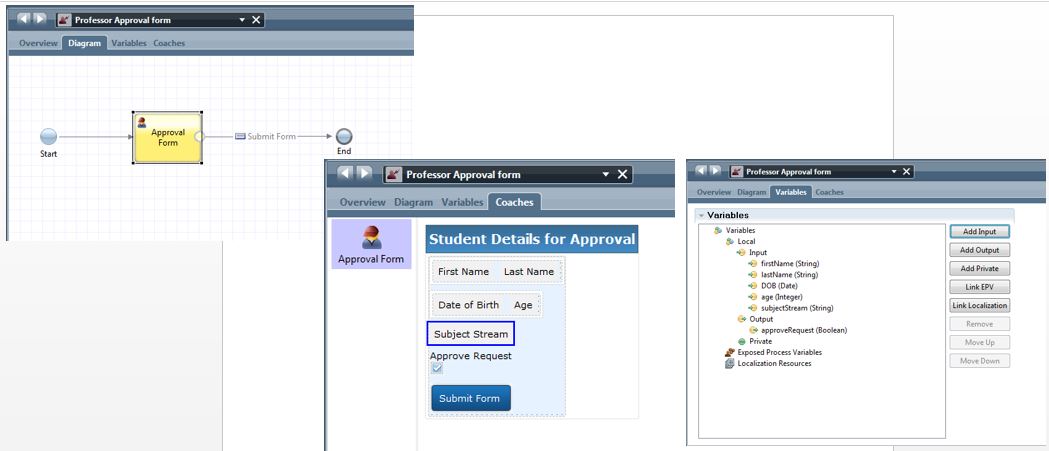 Professor Approval form
Overview Diagram Variables Coaches
Start
Approval
Form
Submit Form
End
Professor Approval form
Overview Diagram Variables Coaches
Approval Form
Student Details for Approval
First Name Last Name
Date of Birth Age
Subject Stream
Approve Request
Submit Form
Professor Approval form
Overview Diagram Variables Coaches
Variables
Variables
Local
Input
firstName (String)
lastName (String)
DOB (Date)
age (Integer)
subjectStream (String)
Output
approveRequest (Boolean)
Private
Exposed Process Variables
Localization Resources
Add Input
Add Output
Add Private
Link EPV
Link Localization
Remove
Move Up
Move Down